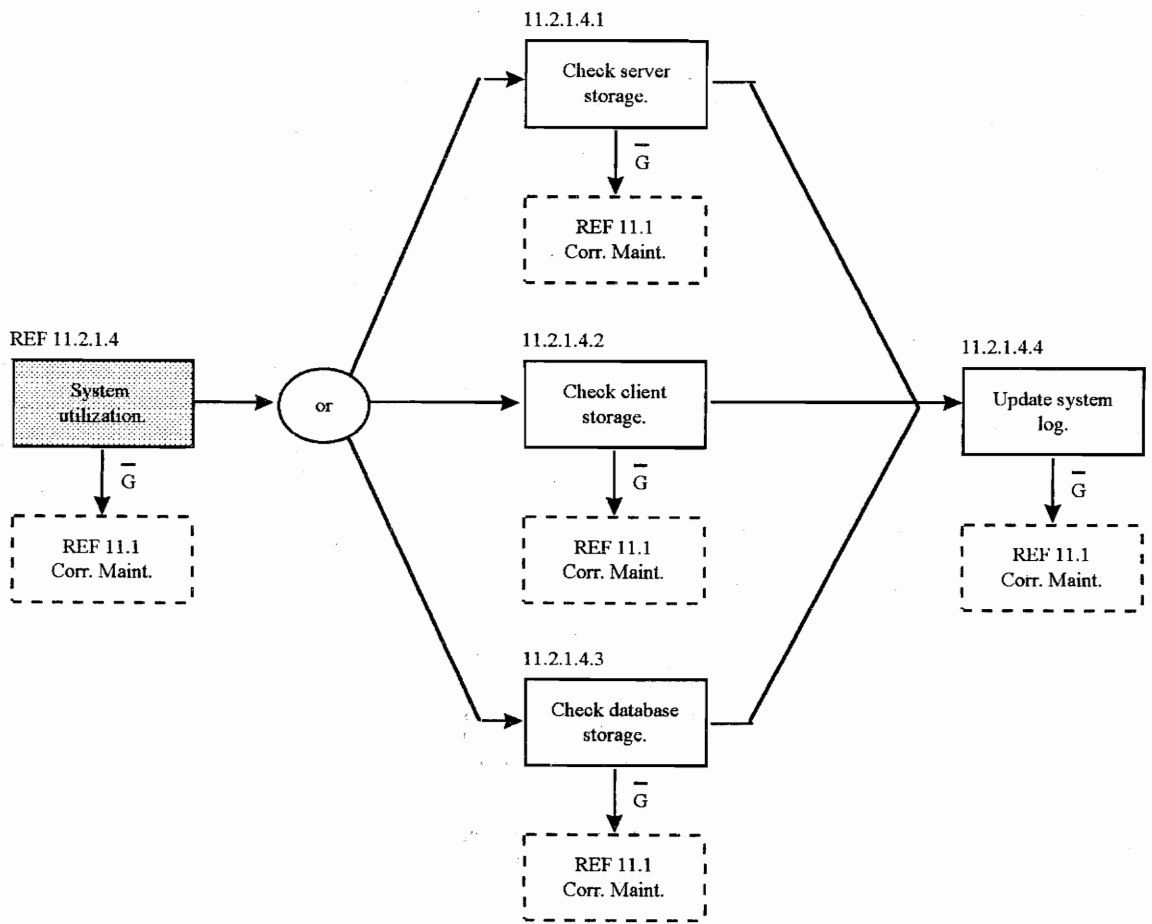 11.2.1.4.1
Check server
storage.
G̅
REF 11.1
Corr. Maint.
REF 11.2.1.4
System
utilization.
G̅
REF 11.1
Corr. Maint.
or
11.2.1.4.2
Check client
storage.
G̅
REF 11.1
Corr. Maint.
11.2.1.4.4
Update system
log.
G̅
REF 11.1
Corr. Maint.
11.2.1.4.3
Check database
storage.
G̅
REF 11.1
Corr. Maint.